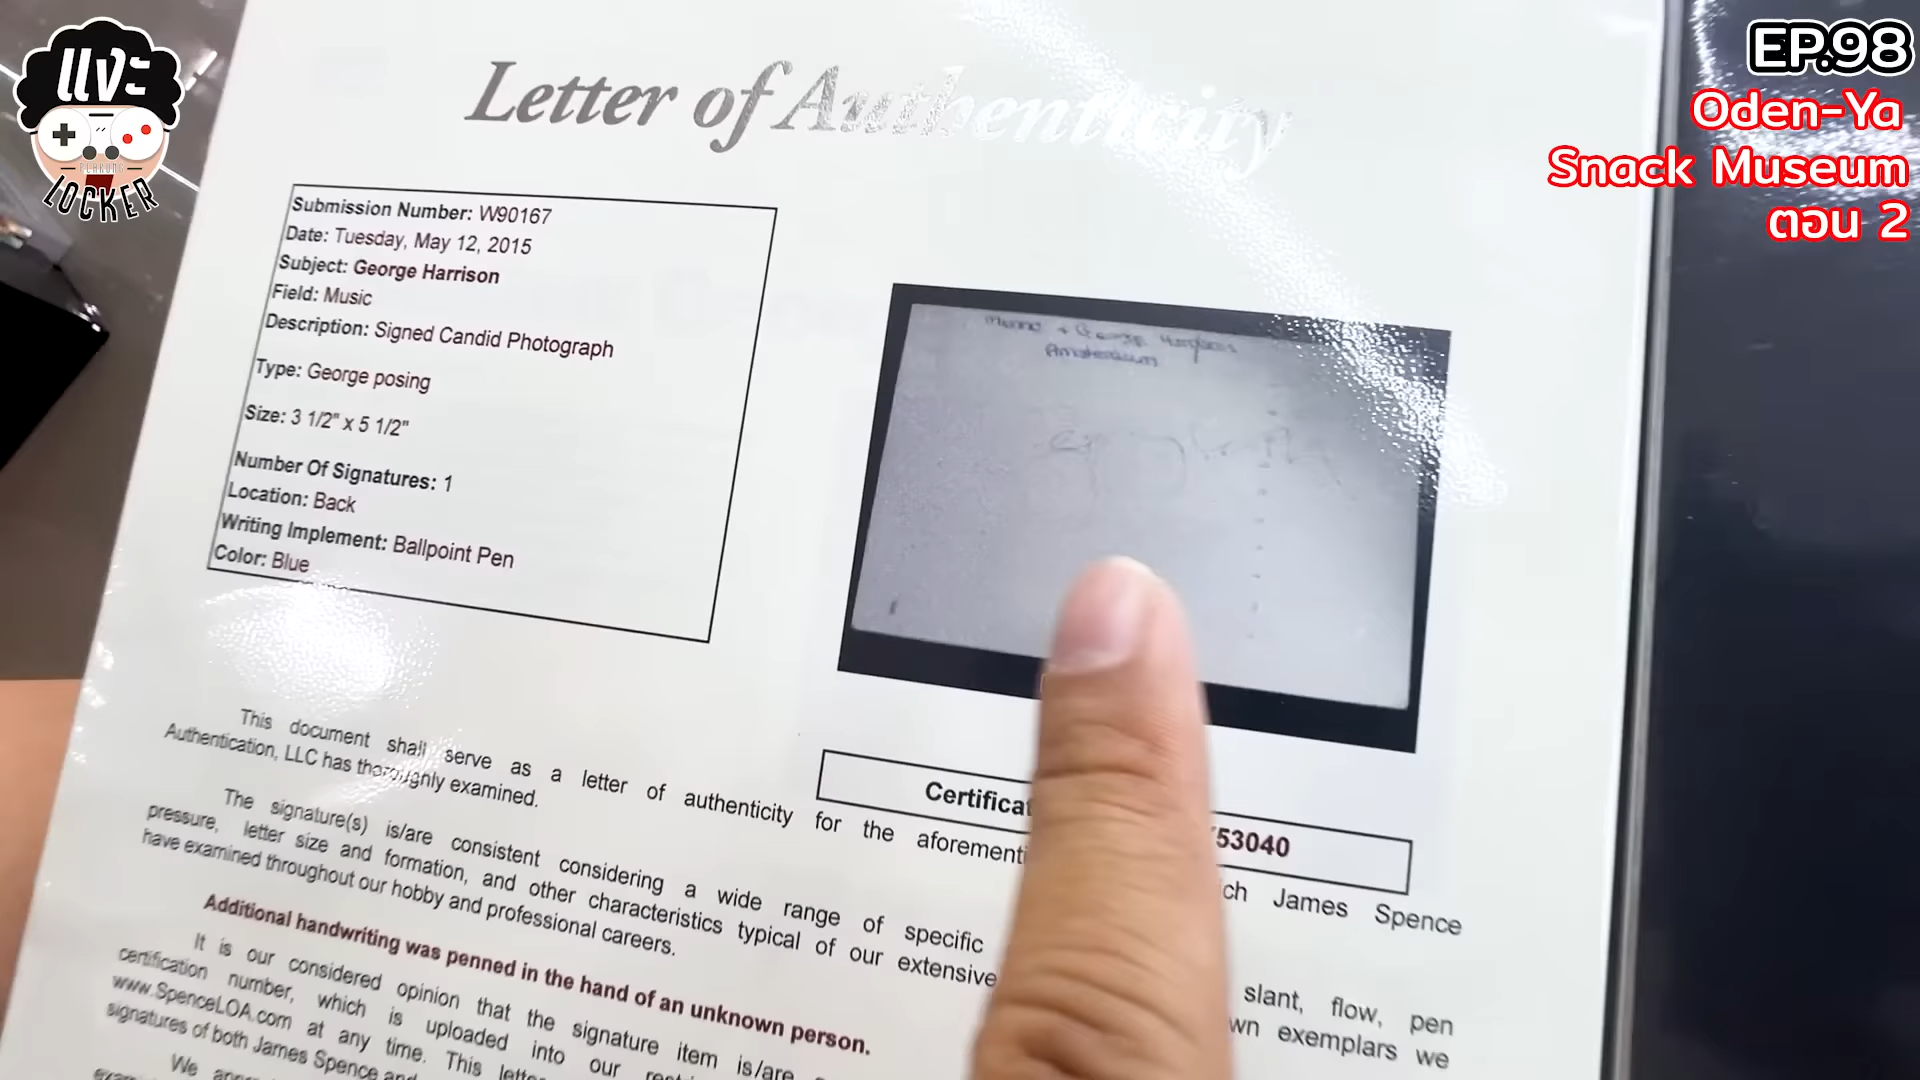 แงะ
LOCKER
EP.98
Oden-Ya
Snack Museum
ตอน 2
Letter of Authenticity
Submission Number: W90167
Date: Tuesday, May 12, 2015
Subject: George Harrison
Field: Music
Description: Signed Candid Photograph
Type: George posing
Size: 3 1/2" x 5 1/2"
Number Of Signatures: 1
Location: Back
Writing Implement: Ballpoint Pen
Color: Blue
Amsterdam
53040
This document shall serve as a letter of authenticity for the ch James Spence
Authentication, LLC has thoroughly examined.
The signature(s) is/are consistent considering a wide range of specific slant, flow, pen
pressure, letter size and formation, and other characteristics typical of our extensive exemplars we
have examined throughout our hobby and professional careers.
Additional handwriting was penned in the hand of an unknown person.
It is our considered opinion that the signature item is/are
certification number, which is uploaded into our
www.SpenceLOA.com at any time. This
signatures of both James Spence and
We